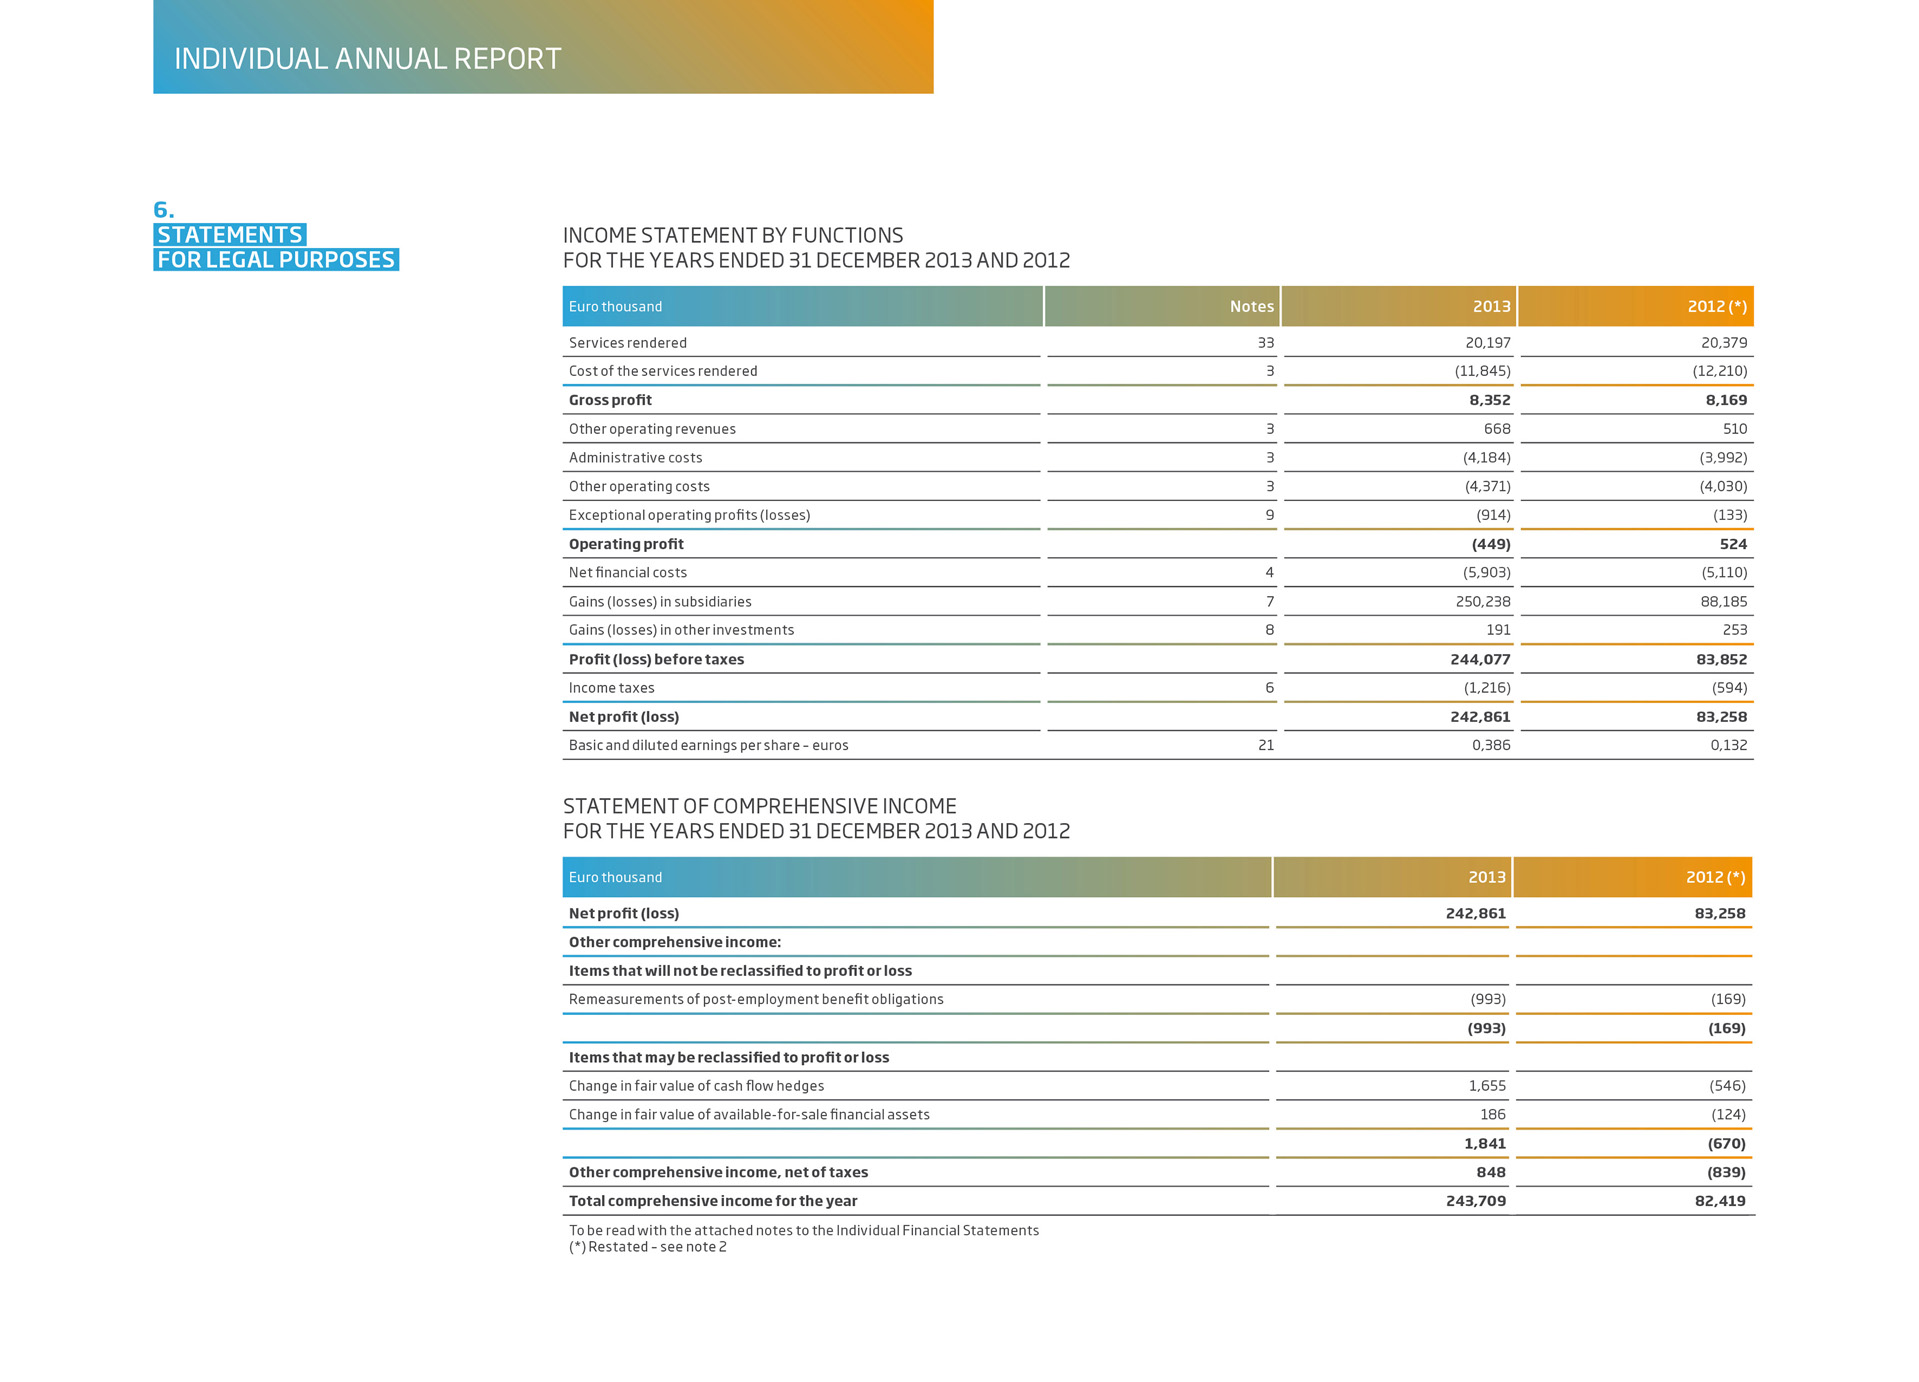 INDIVIDUAL ANNUAL REPORT
6.
STATEMENTS
FOR LEGAL PURPOSES
INCOME STATEMENT BY FUNCTIONS
FOR THE YEARS ENDED 31 DECEMBER 2013 AND 2012
Euro thousand Notes 2013 2012 (*)
Services rendered 33 20,197 20,379
Cost of the services rendered 3 (11,845) (12,210)
Gross profit 8,352 8,169
Other operating revenues 3 668 510
Administrative costs 3 (4,184) (3,992)
Other operating costs 3 (4,371) (4,030)
Exceptional operating profits (losses) 9 (914) (133)
Operating profit (449) 524
Net financial costs 4 (5,903) (5,110)
Gains (losses) in subsidiaries 7 250,238 88,185
Gains (losses) in other investments 8 191 253
Profit (loss) before taxes 244,077 83,852
Income taxes 6 (1,216) (594)
Net profit (loss) 242,861 83,258
Basic and diluted earnings per share – euros 21 0,386 0,132
STATEMENT OF COMPREHENSIVE INCOME
FOR THE YEARS ENDED 31 DECEMBER 2013 AND 2012
Euro thousand 2013 2012 (*)
Net profit (loss) 242,861 83,258
Other comprehensive income:
Items that will not be reclassified to profit or loss
Remeasurements of post-employment benefit obligations (993) (169)
(993) (169)
Items that may be reclassified to profit or loss
Change in fair value of cash flow hedges 1,655 (546)
Change in fair value of available-for-sale financial assets 186 (124)
1,841 (670)
Other comprehensive income, net of taxes 848 (839)
Total comprehensive income for the year 243,709 82,419
To be read with the attached notes to the Individual Financial Statements
(*) Restated – see note 2